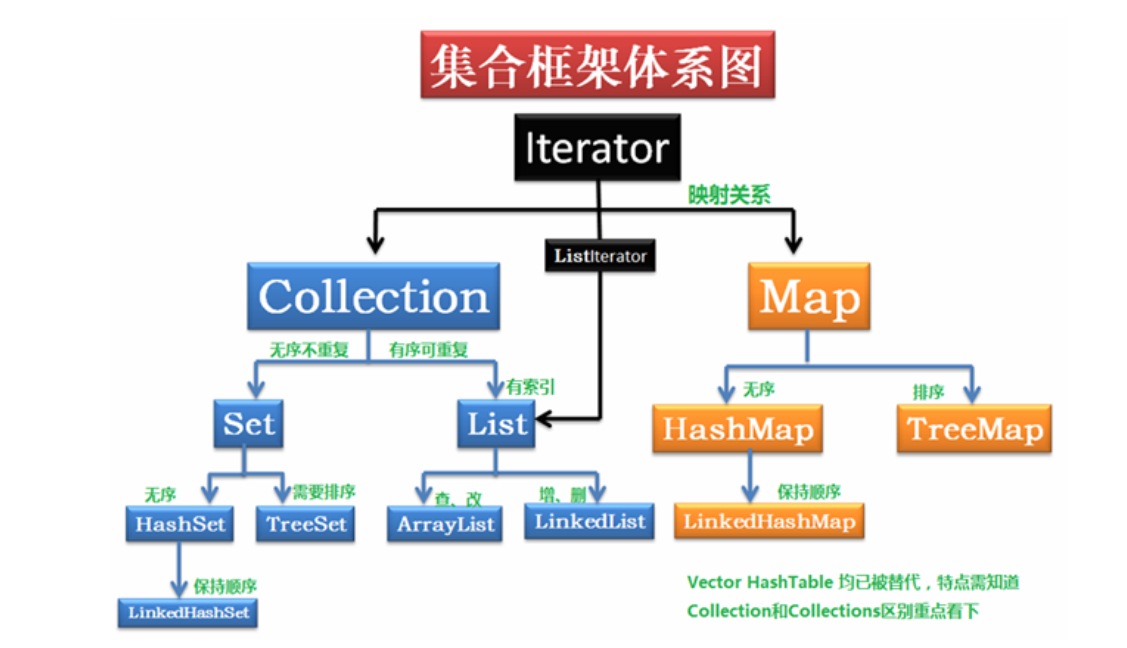 集合框架体系图
Iterator
映射关系
ListIterator
Collection
Map
无序不重复
有序可重复
有索引
无序
排序
Set
List
HashMap
TreeMap
无序
需要排序
查、改
增、删
保持顺序
HashSet
TreeSet
ArrayList
LinkedList
LinkedHashMap
保持顺序
LinkedHashSet
Vector HashTable 均已被替代，特点需知道
Collection和Collections区别重点看下